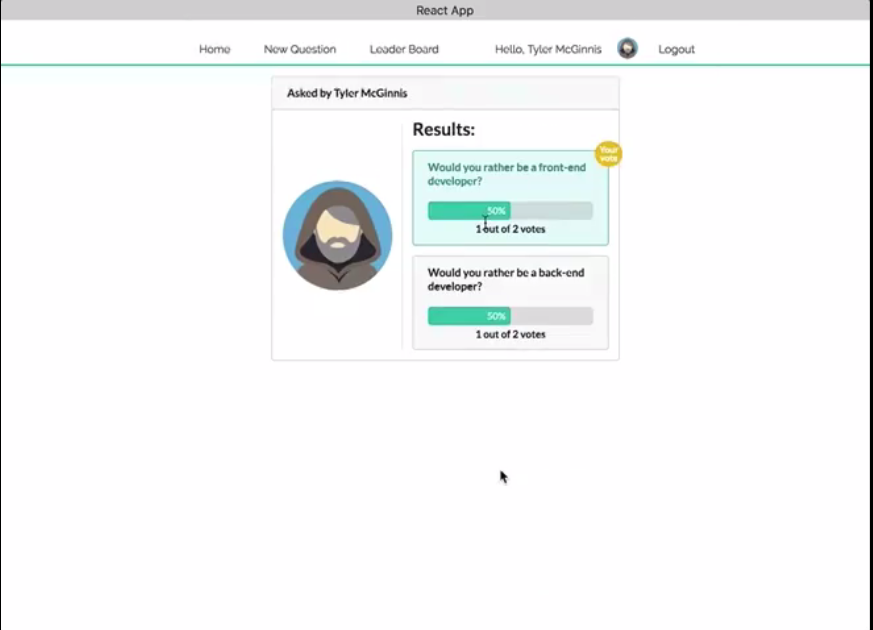 React App
Home New Question Leader Board Hello, Tyler McGinnis Logout
Asked by Tyler McGinnis
Results:
Your
vote
Would you rather be a front-end
developer?
50%
1 out of 2 votes
Would you rather be a back-end
developer?
50%
1 out of 2 votes